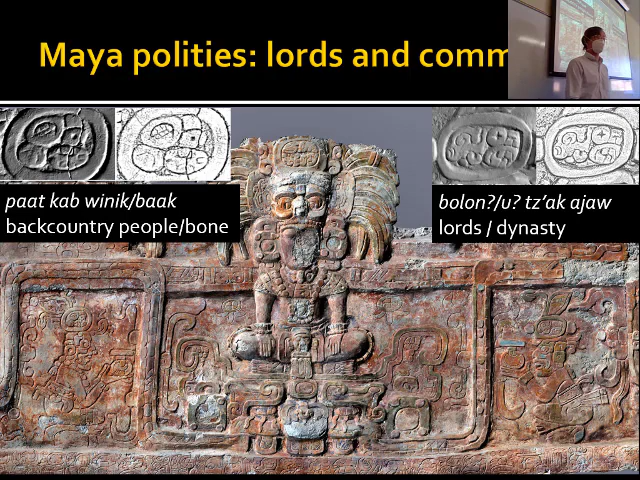 Maya polities: lords and comm
paat kab winik/baak
backcountry people/bone
bolon?/u? tz’ak ajaw
lords / dynasty